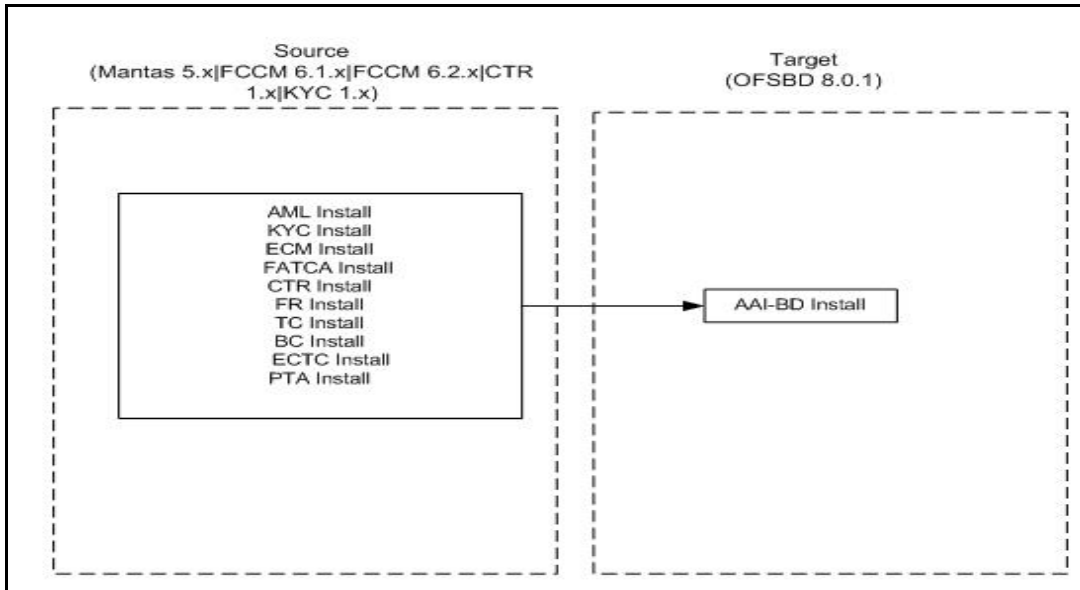 Source
(Mantas 5.x|FCCM 6.1.x|FCCM 6.2.x|CTR
1.x|KYC 1.x)
Target
(OFSBD 8.0.1)
AML Install
KYC Install
ECM Install
FATCA Install
CTR Install
FR Install
TC Install
BC Install
ECTC Install
PTA Install
AAI-BD Install